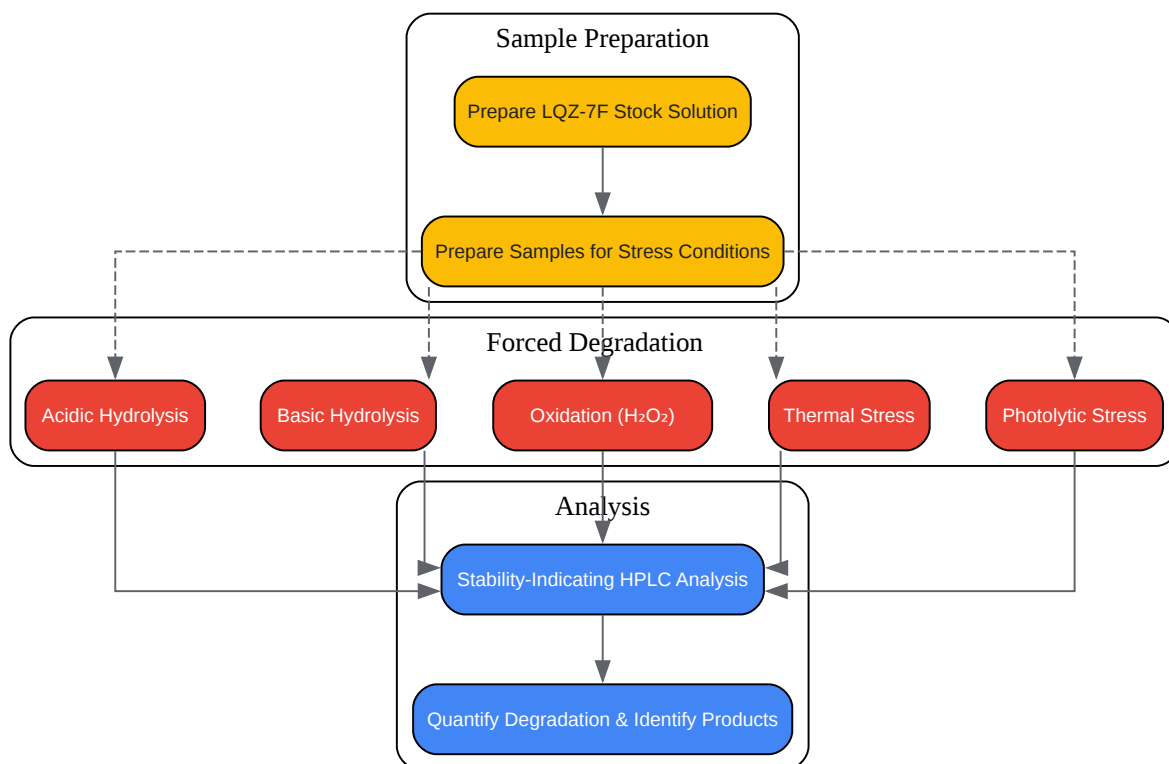 Sample Preparation
Prepare LQZ-7F Stock Solution
Prepare Samples for Stress Conditions
Forced Degradation
Acidic Hydrolysis
Basic Hydrolysis
Oxidation (H₂O₂)
Thermal Stress
Photolytic Stress
Analysis
Stability-Indicating HPLC Analysis
Quantify Degradation & Identify Products